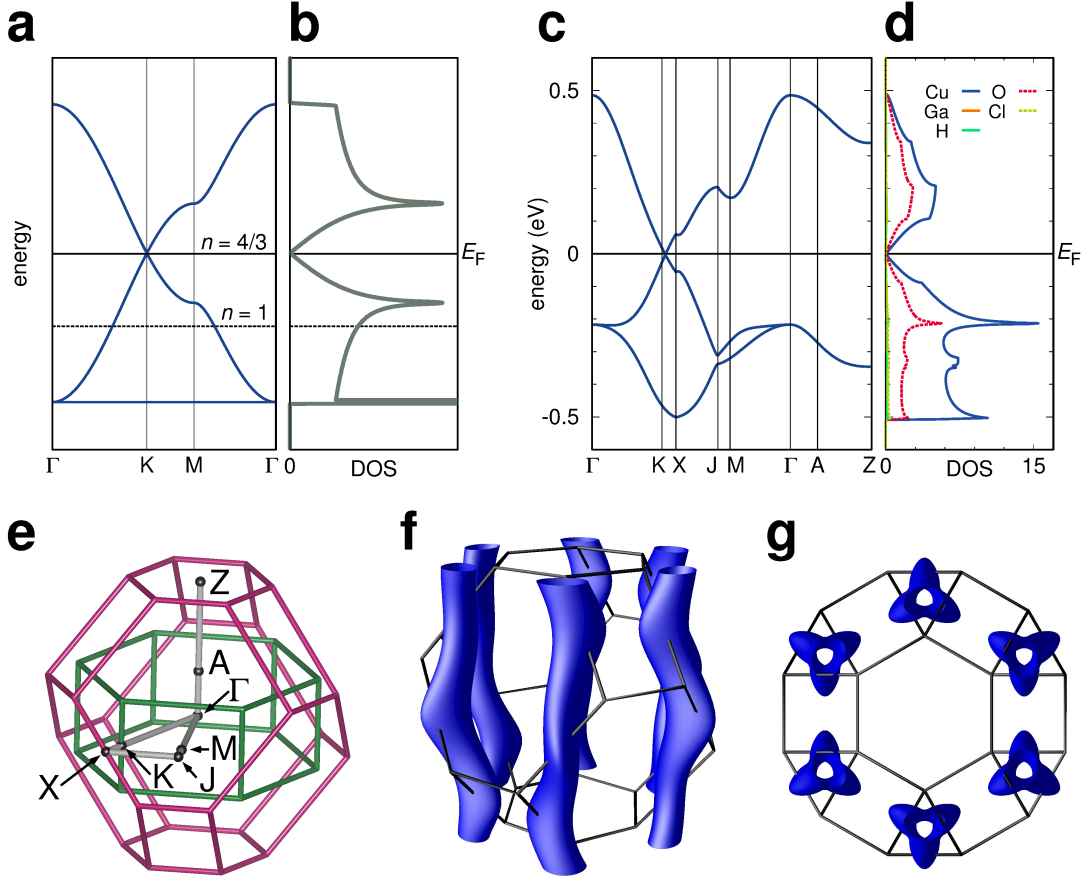 a
b
c
d
energy
n = 4/3
n = 1
E_F
Γ K M Γ
0 DOS
energy (eV)
0.5
0
-0.5
Γ K X J M Γ A Z
Cu O
Ga Cl
H
E_F
0 DOS 15
e
f
g
Z
A
Γ
M
J
K
X